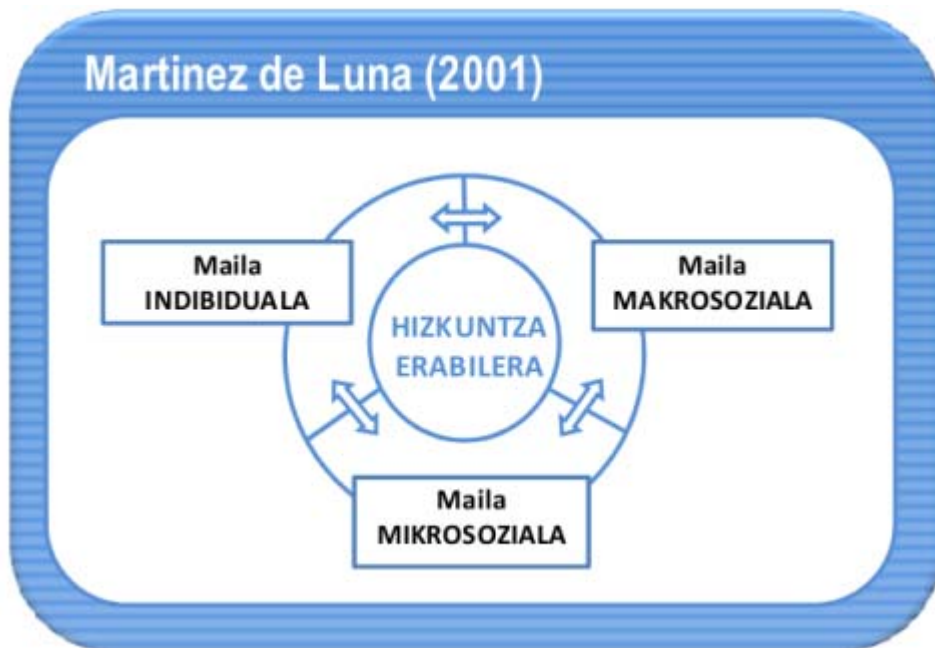 Martinez de Luna (2001)
Maila
INDIBIDUALA
Maila
MAKROSOZIALA
HIZKUNTZA
ERABILERA
Maila
MIKROSOZIALA